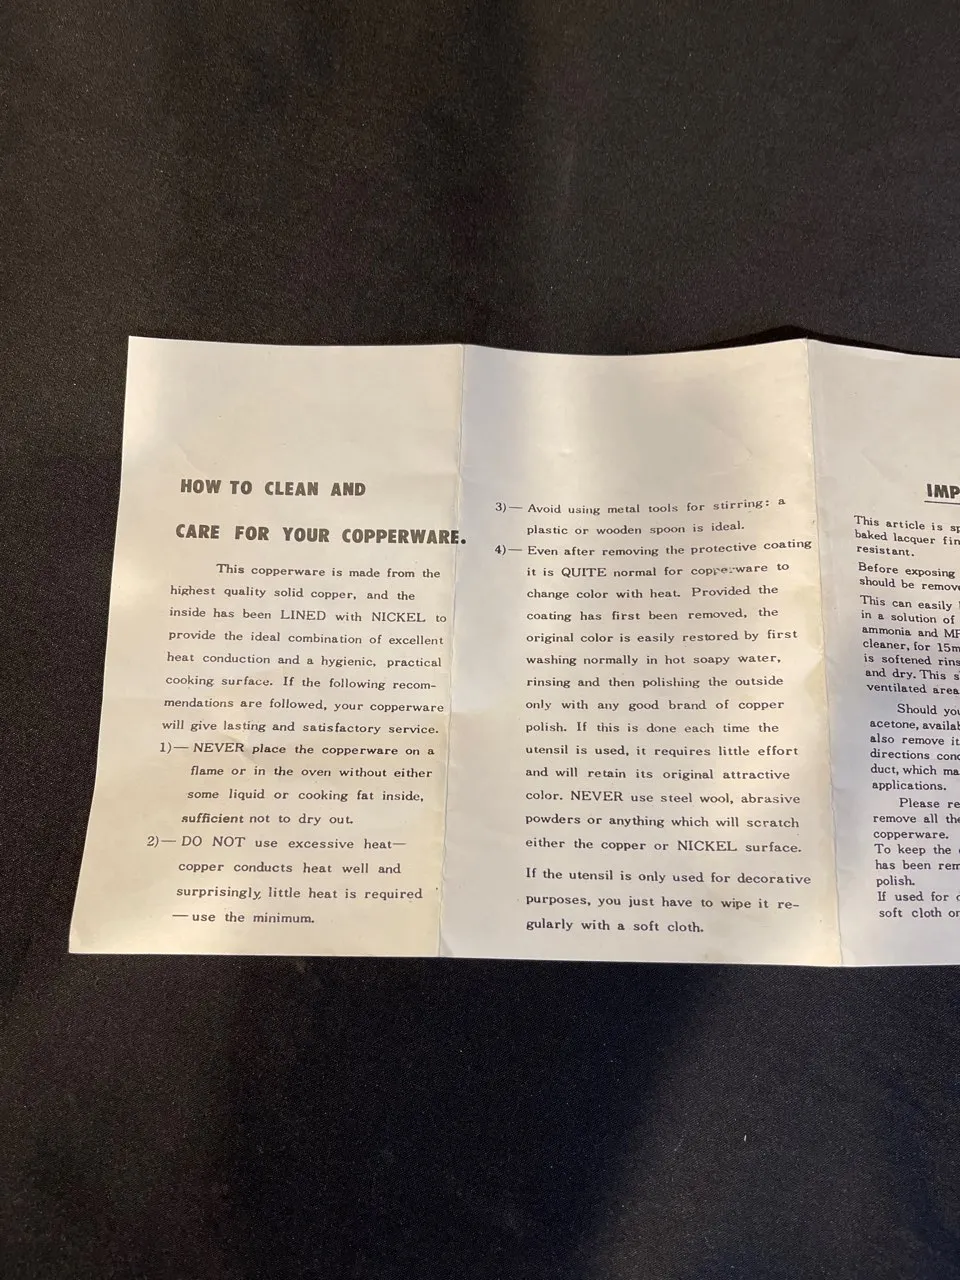 HOW TO CLEAN AND
CARE FOR YOUR COPPERWARE.
This copperware is made from the
highest quality solid copper, and the
inside has been LINED with NICKEL to
provide the ideal combination of excellent
heat conduction and a hygienic, practical
cooking surface. If the following recom-
mendations are followed, your copperware
will give lasting and satisfactory service.
1)— NEVER place the copperware on a
flame or in the oven without either
some liquid or cooking fat inside,
sufficient not to dry out.
2)— DO NOT use excessive heat—
copper conducts heat well and
surprisingly, little heat is required
— use the minimum.
3)— Avoid using metal tools for stirring: a
plastic or wooden spoon is ideal.
4)— Even after removing the protective coating
it is QUITE normal for copperware to
change color with heat. Provided the
coating has first been removed, the
original color is easily restored by first
washing normally in hot soapy water,
rinsing and then polishing the outside
only with any good brand of copper
polish. If this is done each time the
utensil is used, it requires little effort
and will retain its original attractive
color. NEVER use steel wool, abrasive
powders or anything which will scratch
either the copper or NICKEL surface.
If the utensil is only used for decorative
purposes, you just have to wipe it re-
gularly with a soft cloth.
IMP
This article is sp
baked lacquer fin
resistant.
Before exposing
should be remove
This can easily
in a solution of
ammonia and MF
cleaner, for 15m
is softened rins
and dry. This s
ventilated area
Should you
acetone, availab
also remove it
directions conc
duct, which ma
applications.
Please re
remove all the
copperware.
To keep the
has been rem
polish.
If used for
soft cloth or